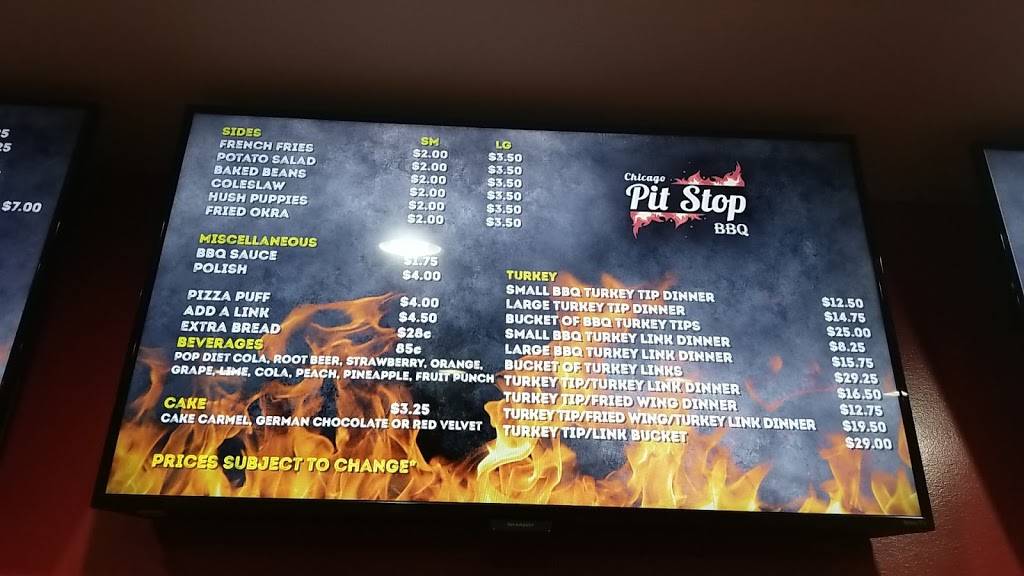 $7.00
SIDES SM LG
FRENCH FRIES $2.00 $3.50
POTATO SALAD $2.00 $3.50
BAKED BEANS $2.00 $3.50
COLESLAW $2.00 $3.50
HUSH PUPPIES $2.00 $3.50
FRIED OKRA $2.00 $3.50
MISCELLANEOUS
BBQ SAUCE $1.75
POLISH $4.00
PIZZA PUFF $4.00
ADD A LINK $4.50
EXTRA BREAD $28c
BEVERAGES 85c
POP DIET COLA, ROOT BEER, STRAWBERRY, ORANGE,
GRAPE, LIME, COLA, PEACH, PINEAPPLE, FRUIT PUNCH
CAKE $3.25
CAKE CARMEL, GERMAN CHOCOLATE OR RED VELVET
PRICES SUBJECT TO CHANGE*
Chicago
Pit Stop
BBQ
TURKEY
SMALL BBQ TURKEY TIP DINNER $12.50
LARGE TURKEY TIP DINNER $14.75
BUCKET OF BBQ TURKEY TIPS $25.00
SMALL BBQ TURKEY LINK DINNER $8.25
LARGE BBQ TURKEY LINK DINNER $15.75
BUCKET OF TURKEY LINKS $29.25
TURKEY TIP/TURKEY LINK DINNER $16.50
TURKEY TIP/FRIED WING DINNER $12.75
TURKEY TIP/FRIED WING/TURKEY LINK DINNER $19.50
TURKEY TIP/LINK BUCKET $29.00